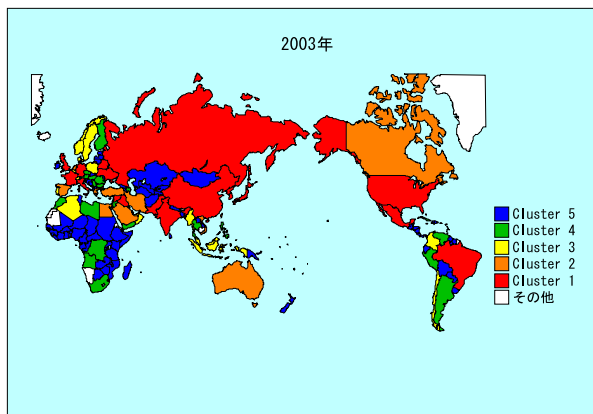 2003年
Cluster 5
Cluster 4
Cluster 3
Cluster 2
Cluster 1
その他